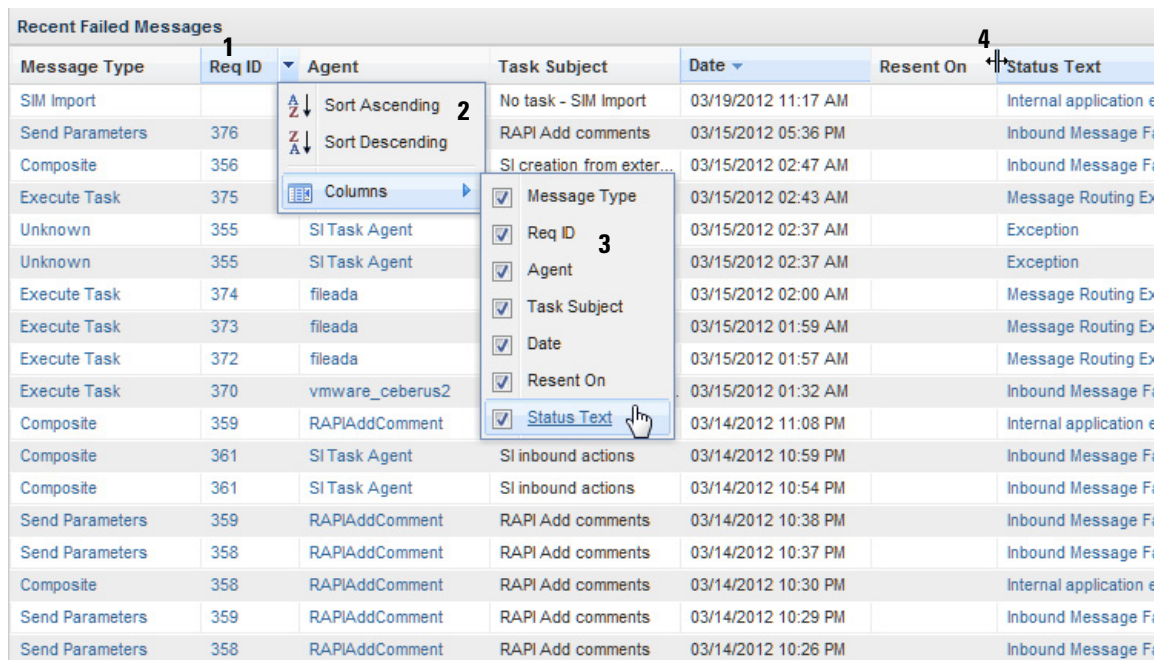 Recent Failed Messages
1 4
Message Type Req ID Agent Task Subject Date Resent On Status Text
SIM Import No task - SIM Import 03/19/2012 11:17 AM Internal application e
Sort Ascending 2
Send Parameters 376 RAPI Add comments 03/15/2012 05:36 PM Inbound Message Fa
Sort Descending
Composite 356 SI creation from exter... 03/15/2012 02:47 AM Inbound Message Fa
Execute Task 375 Columns Message Type 03/15/2012 02:43 AM Message Routing Ex
Unknown 355 SI Task Agent Req ID 3 03/15/2012 02:37 AM Exception
Unknown 355 SI Task Agent Agent 03/15/2012 02:37 AM Exception
Execute Task 374 fileada Task Subject 03/15/2012 02:00 AM Message Routing Ex
Execute Task 373 fileada 03/15/2012 01:59 AM Message Routing Ex
Execute Task 372 fileada Date 03/15/2012 01:57 AM Message Routing Ex
Execute Task 370 vmware_ceberus2 Resent On 03/15/2012 01:32 AM Inbound Message Fa
Composite 359 RAPIAddComment Status Text 03/14/2012 11:08 PM Internal application e
Composite 361 SI Task Agent SI inbound actions 03/14/2012 10:59 PM Inbound Message Fa
Composite 361 SI Task Agent SI inbound actions 03/14/2012 10:54 PM Inbound Message Fa
Send Parameters 359 RAPIAddComment RAPI Add comments 03/14/2012 10:38 PM Inbound Message Fa
Send Parameters 358 RAPIAddComment RAPI Add comments 03/14/2012 10:37 PM Inbound Message Fa
Composite 358 RAPIAddComment RAPI Add comments 03/14/2012 10:30 PM Internal application e
Send Parameters 359 RAPIAddComment RAPI Add comments 03/14/2012 10:29 PM Inbound Message Fa
Send Parameters 358 RAPIAddComment RAPI Add comments 03/14/2012 10:26 PM Inbound Message Fa